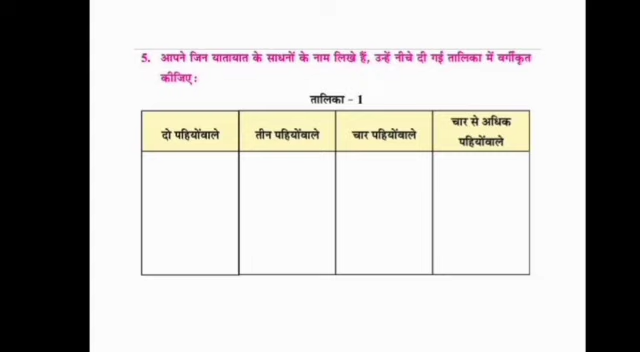 5. आपने जिन यातायात के साधनों के नाम लिखे हैं, उन्हें नीचे दी गई तालिका में वर्गीकृत
कीजिए :
तालिका - 1
दो पहियोंवाले
तीन पहियोंवाले
चार पहियोंवाले
चार से अधिक
पहियोंवाले